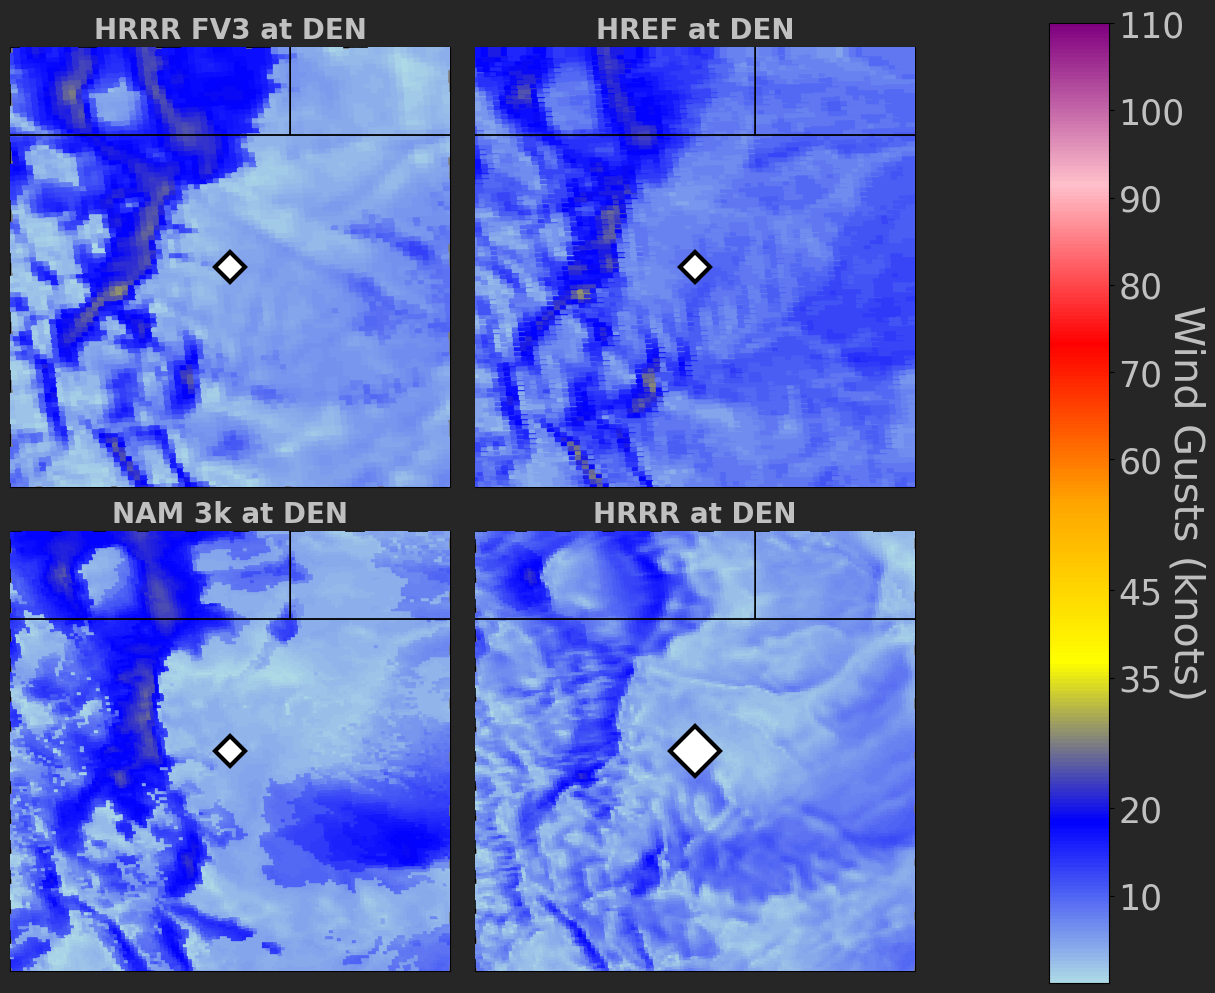 HRRR FV3 at DEN
HREF at DEN
NAM 3k at DEN
HRRR at DEN
110
100
90
80
70
60
45
35
20
10
Wind Gusts (knots)